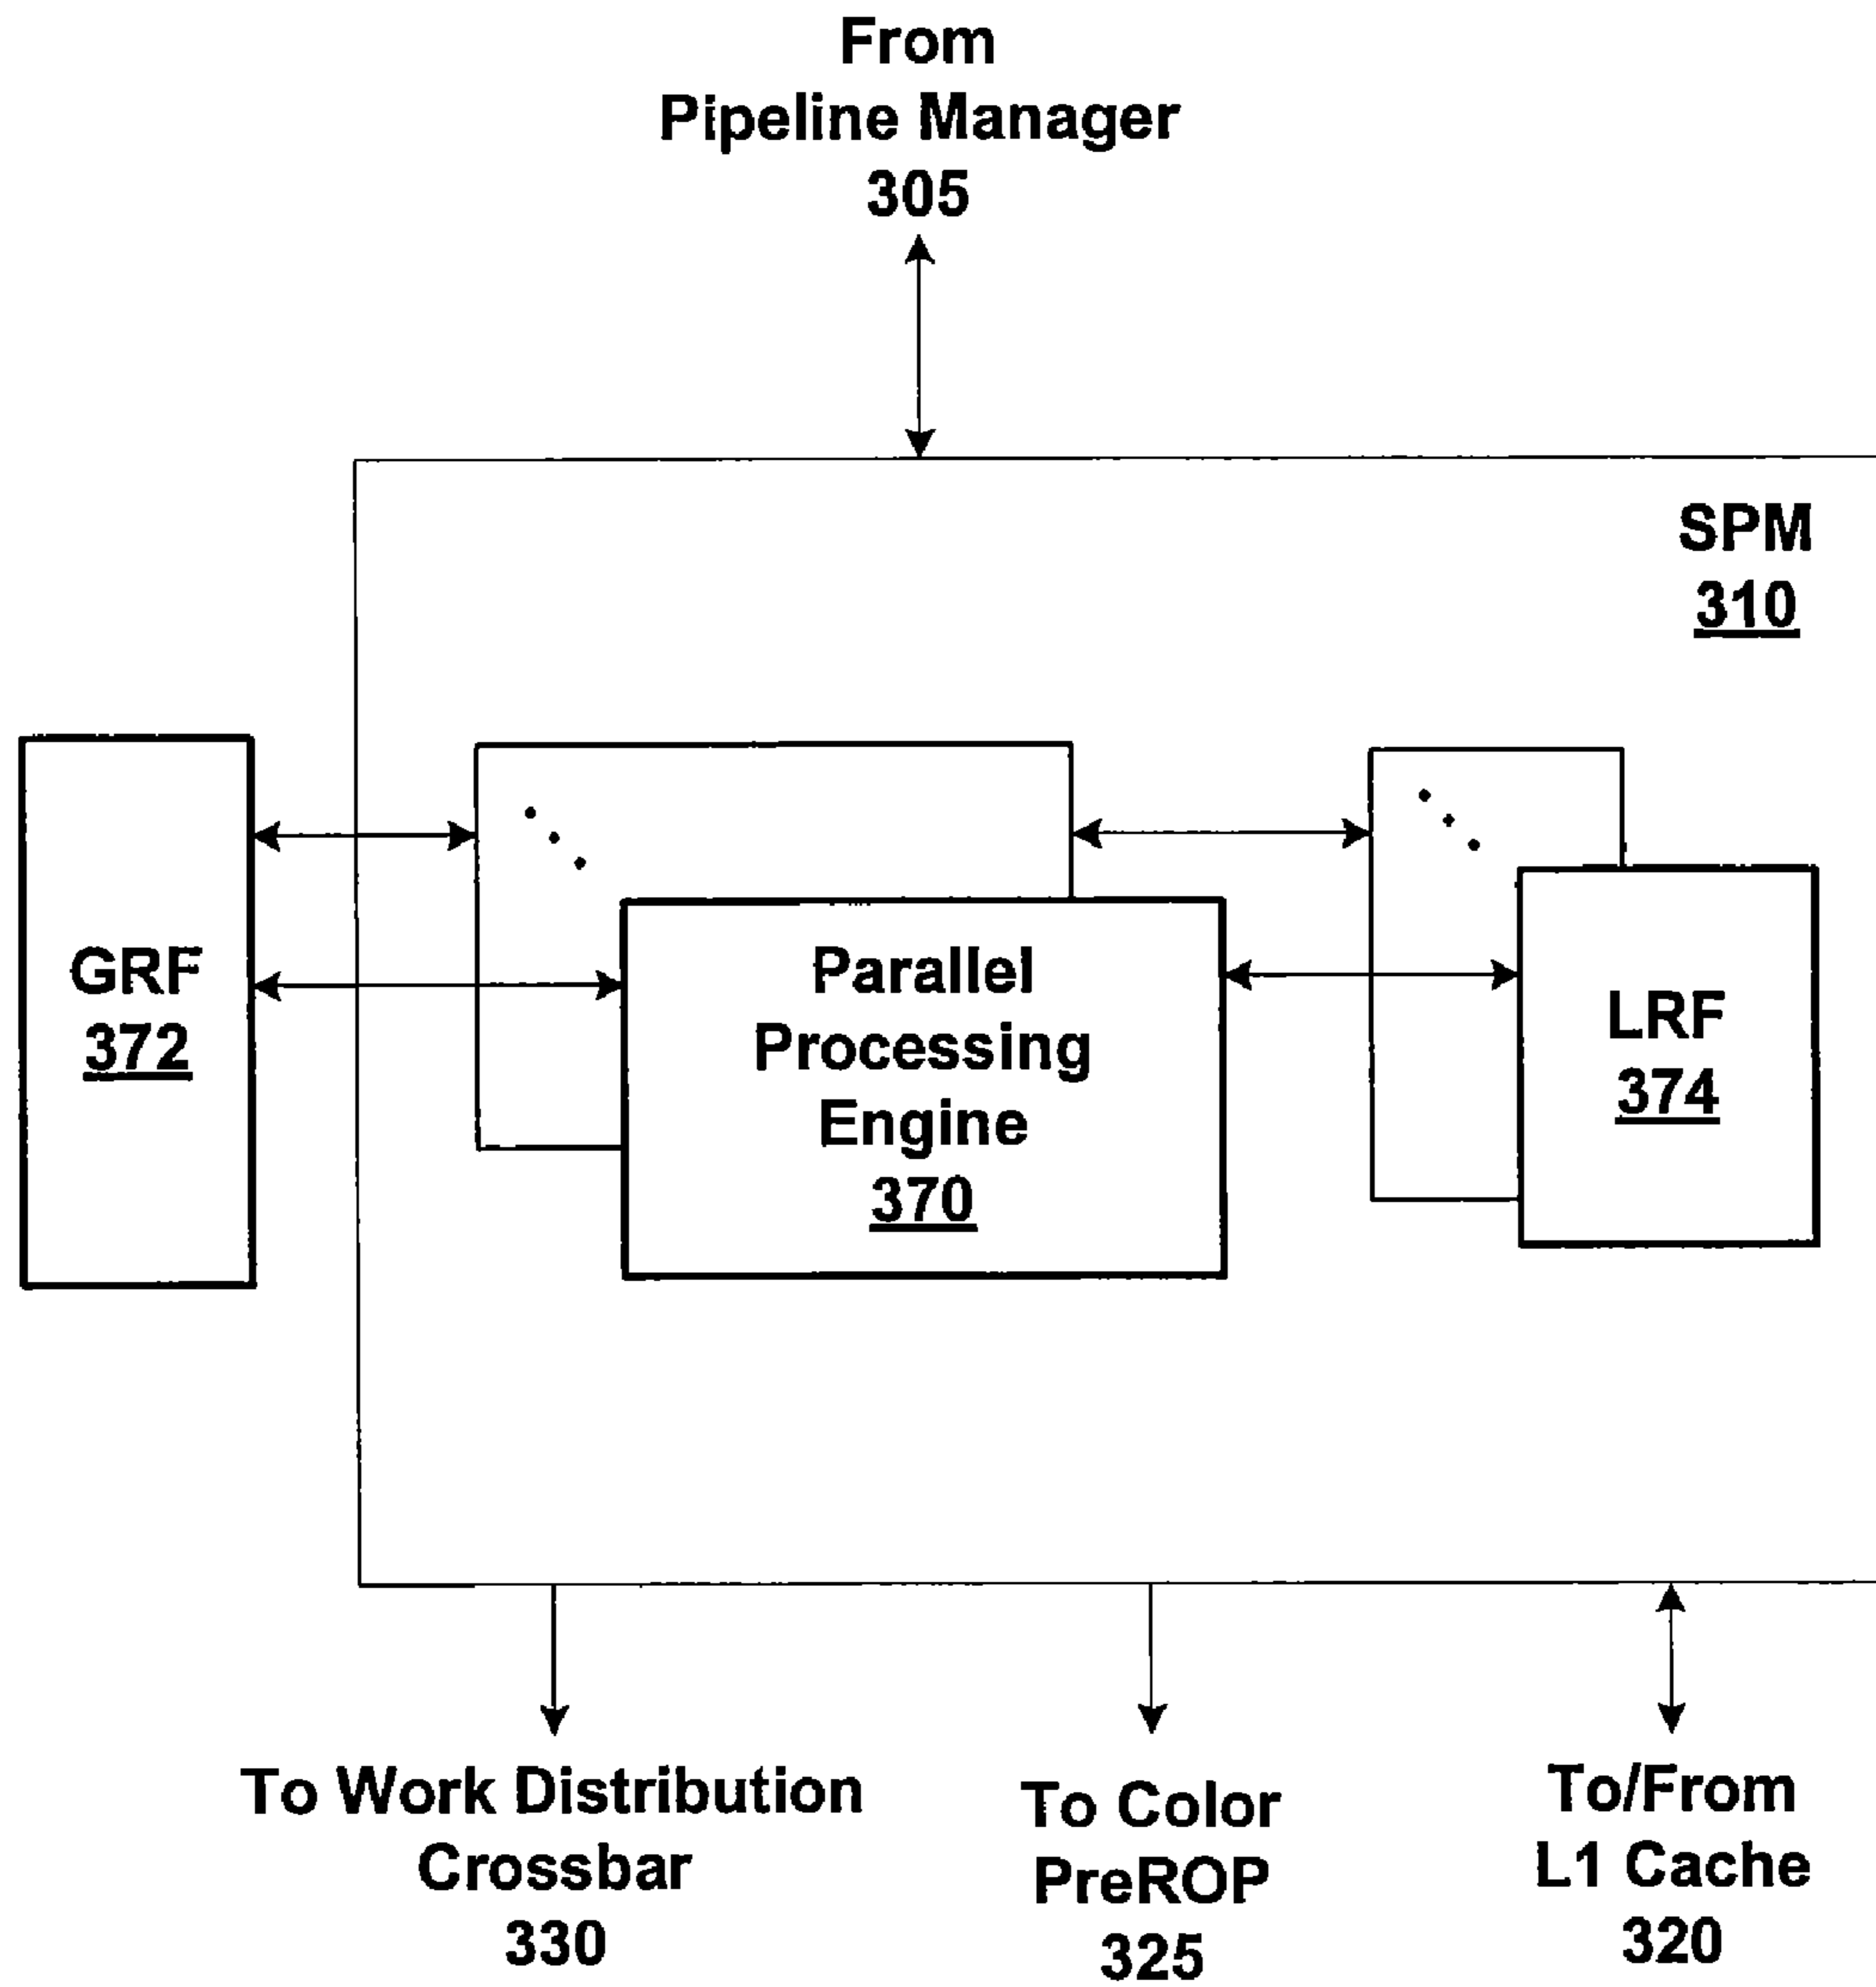 From
Pipeline Manager
305
SPM
310
GRF
372
Parallel
Processing
Engine
370
LRF
374
To Work Distribution
Crossbar
330
To Color
PreROP
325
To/From
L1 Cache
320